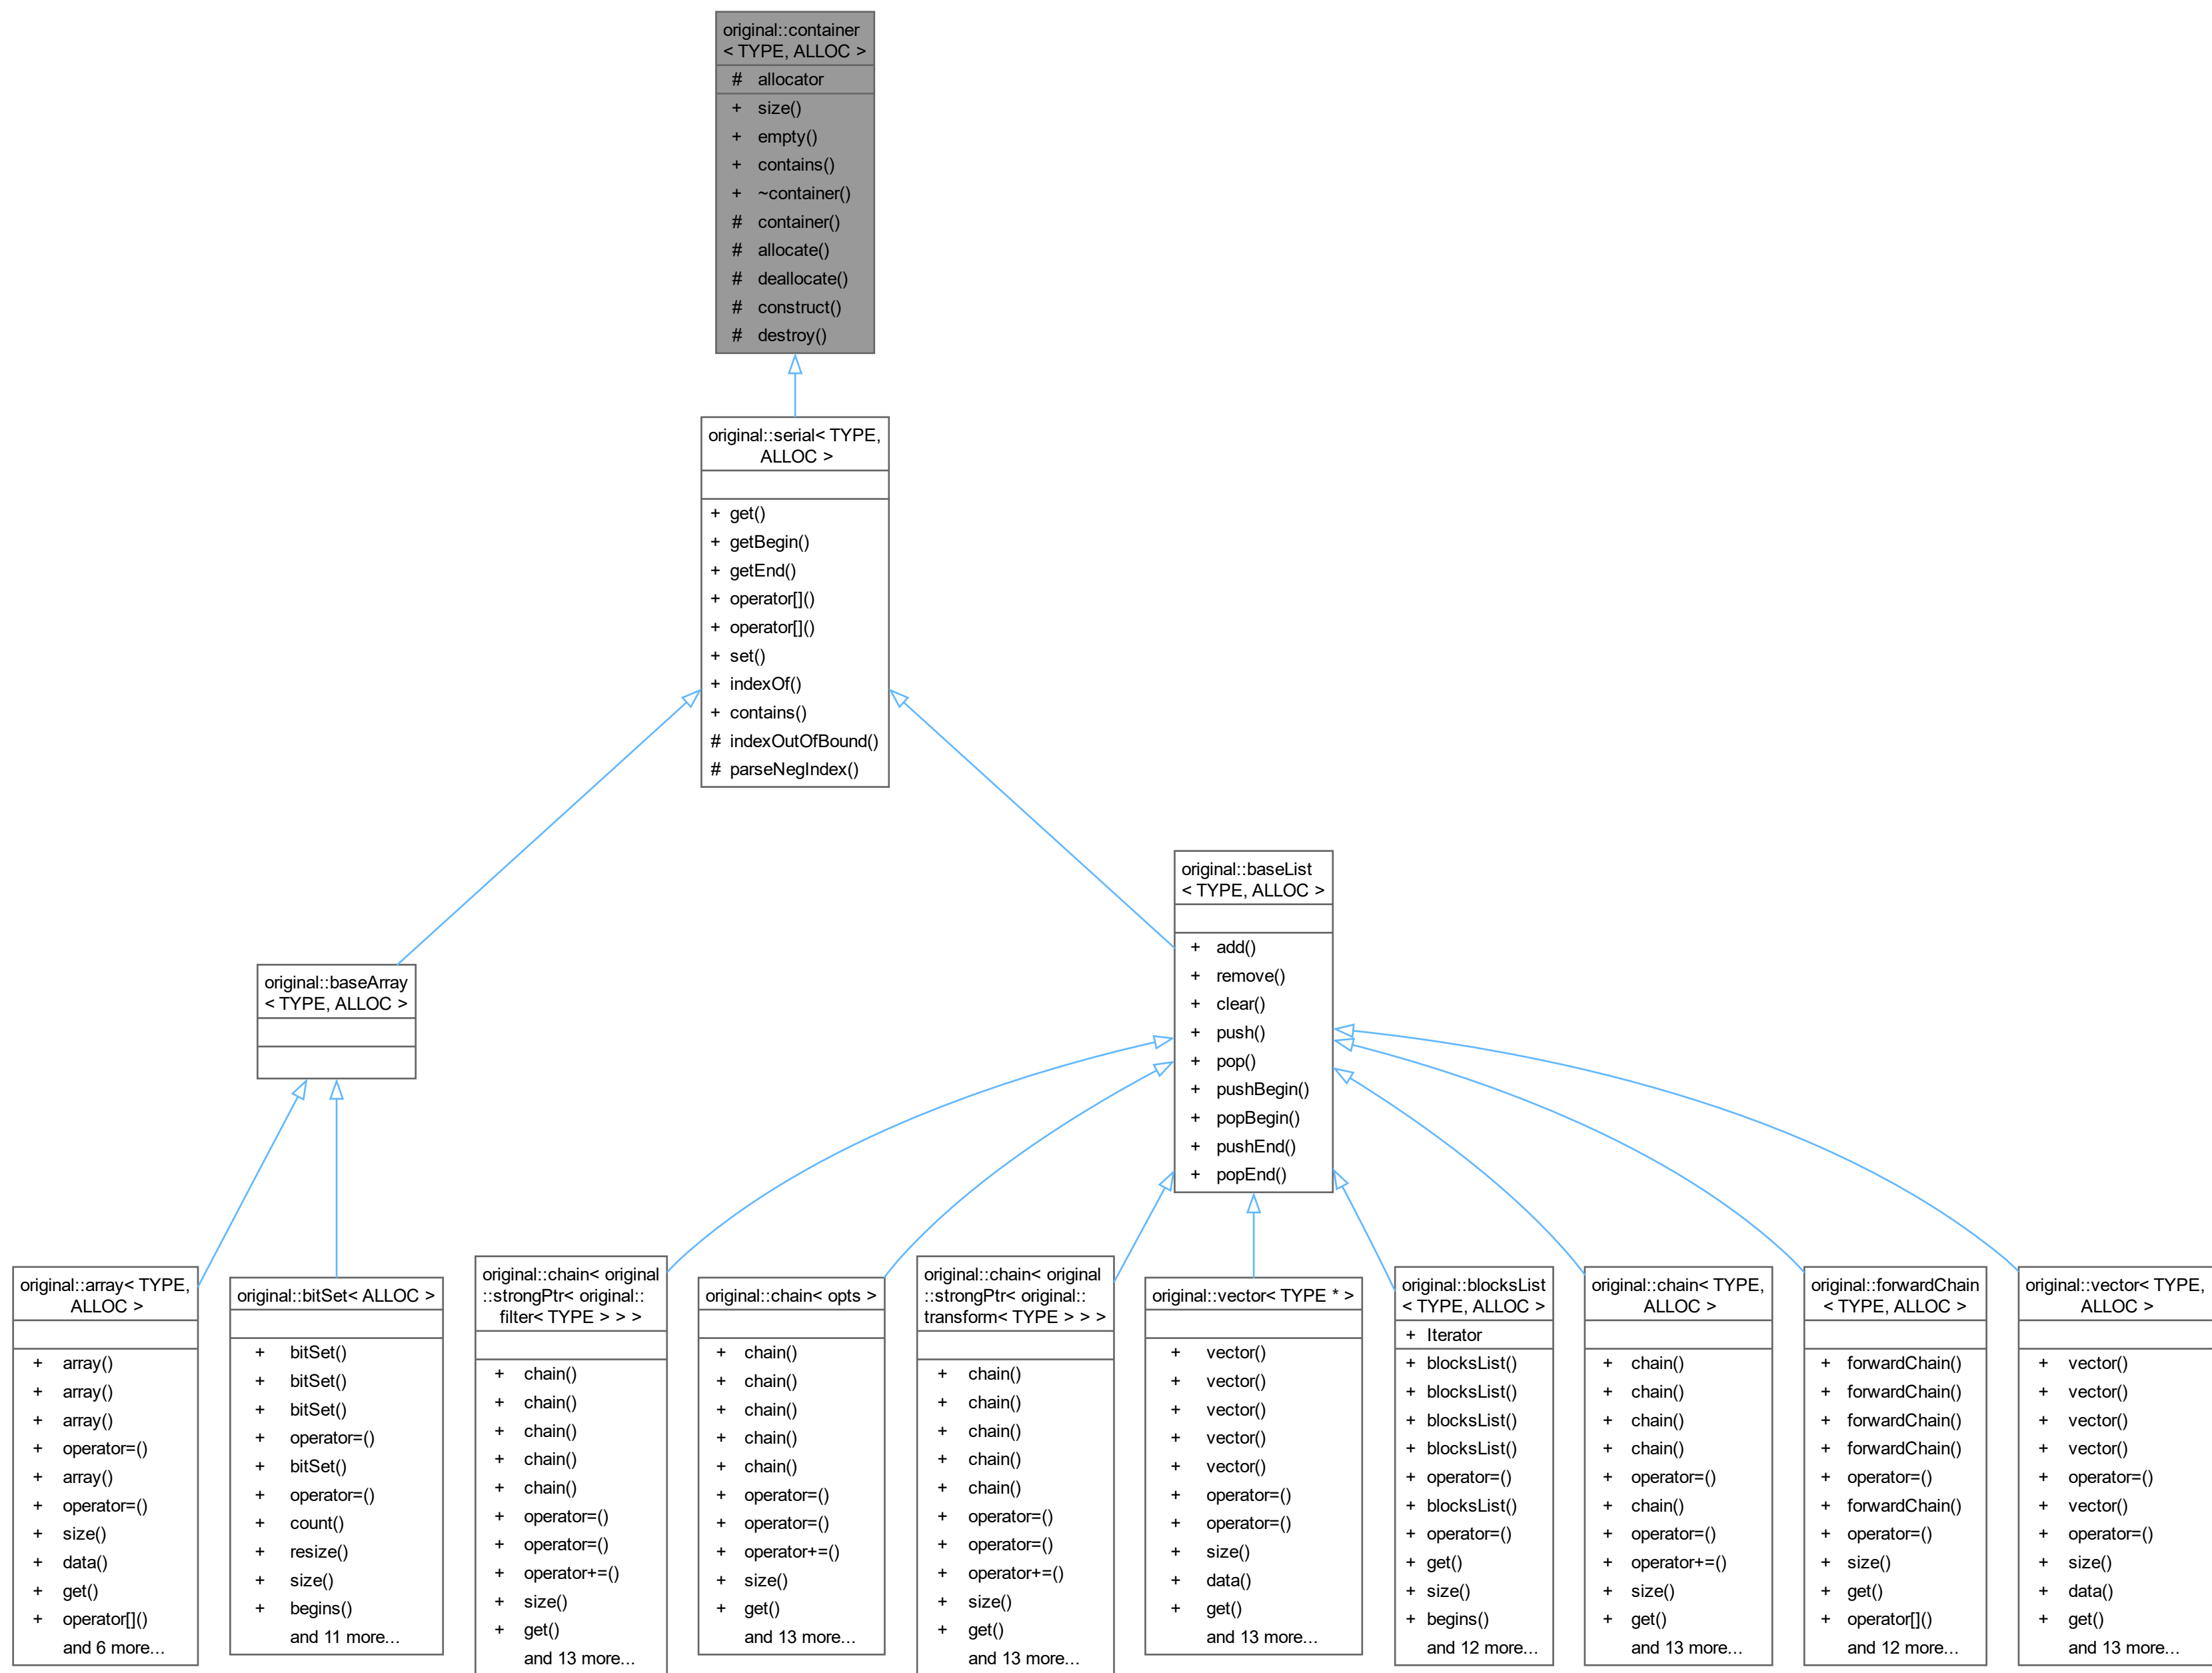 original::container
< TYPE, ALLOC >
# allocator
+ size()
+ empty()
+ contains()
+ ~container()
# container()
# allocate()
# deallocate()
# construct()
# destroy()
original::serial< TYPE,
ALLOC >
+ get()
+ getBegin()
+ getEnd()
+ operator[]()
+ operator[]()
+ set()
+ indexOf()
+ contains()
# indexOutOfBound()
# parseNegIndex()
original::baseArray
< TYPE, ALLOC >
original::baseList
< TYPE, ALLOC >
+ add()
+ remove()
+ clear()
+ push()
+ pop()
+ pushBegin()
+ popBegin()
+ pushEnd()
+ popEnd()
original::array< TYPE,
ALLOC >
+ array()
+ array()
+ array()
+ operator=()
+ array()
+ operator=()
+ size()
+ data()
+ get()
+ operator[]()
and 6 more...
original::bitSet< ALLOC >
+ bitSet()
+ bitSet()
+ bitSet()
+ operator=()
+ bitSet()
+ operator=()
+ count()
+ resize()
+ size()
+ begins()
and 11 more...
original::chain< original
::strongPtr< original::
filter< TYPE > > >
+ chain()
+ chain()
+ chain()
+ chain()
+ chain()
+ operator=()
+ operator=()
+ operator+=()
+ size()
+ get()
and 13 more...
original::chain< opts >
+ chain()
+ chain()
+ chain()
+ chain()
+ chain()
+ operator=()
+ operator=()
+ operator+=()
+ size()
+ get()
and 13 more...
original::chain< original
::strongPtr< original::
transform< TYPE > > >
+ chain()
+ chain()
+ chain()
+ chain()
+ chain()
+ operator=()
+ operator=()
+ operator+=()
+ size()
+ get()
and 13 more...
original::vector< TYPE * >
+ vector()
+ vector()
+ vector()
+ vector()
+ vector()
+ operator=()
+ operator=()
+ size()
+ data()
+ get()
and 13 more...
original::blocksList
< TYPE, ALLOC >
+ Iterator
+ blocksList()
+ blocksList()
+ blocksList()
+ blocksList()
+ operator=()
+ blocksList()
+ operator=()
+ get()
+ size()
+ begins()
and 12 more...
original::chain< TYPE,
ALLOC >
+ chain()
+ chain()
+ chain()
+ chain()
+ operator=()
+ chain()
+ operator=()
+ operator+=()
+ size()
+ get()
and 13 more...
original::forwardChain
< TYPE, ALLOC >
+ forwardChain()
+ forwardChain()
+ forwardChain()
+ forwardChain()
+ operator=()
+ forwardChain()
+ operator=()
+ size()
+ get()
+ operator[]()
and 12 more...
original::vector< TYPE,
ALLOC >
+ vector()
+ vector()
+ vector()
+ vector()
+ operator=()
+ vector()
+ operator=()
+ size()
+ data()
+ get()
and 13 more...